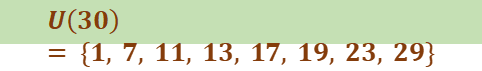 U(30)
= {1, 7, 11, 13, 17, 19, 23, 29}